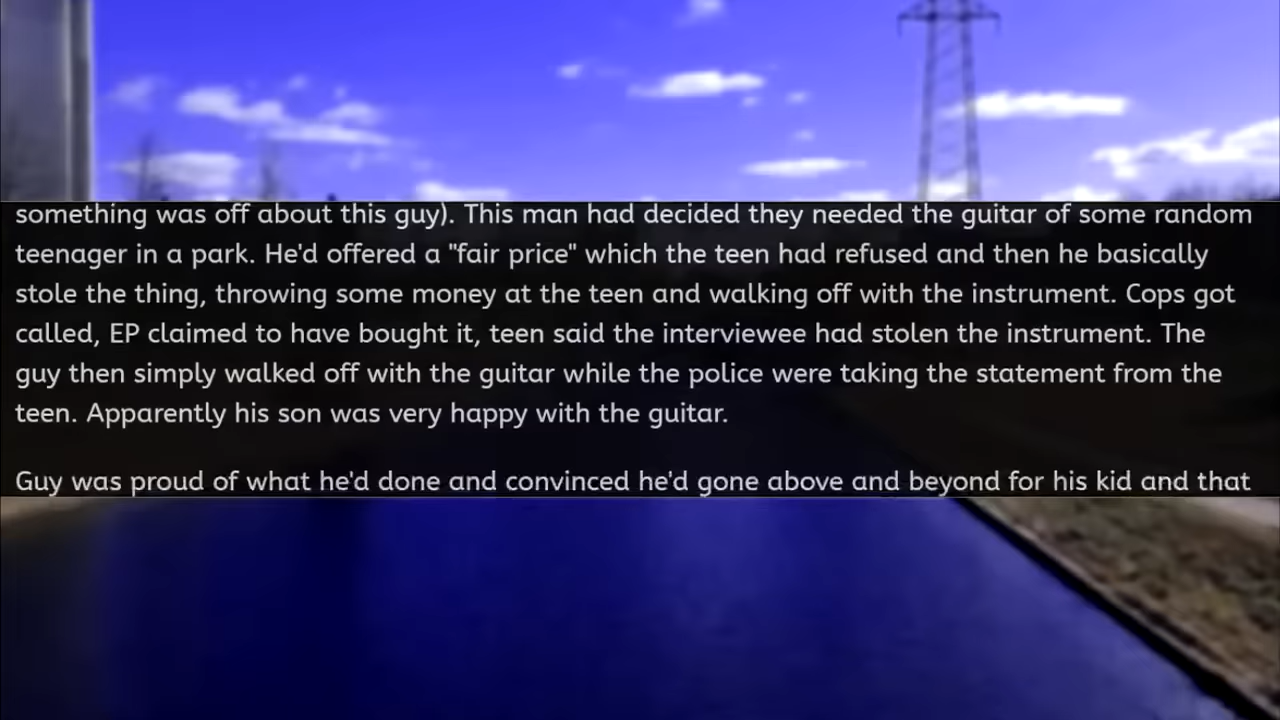 something was off about this guy). This man had decided they needed the guitar of some random
teenager in a park. He'd offered a "fair price" which the teen had refused and then he basically
stole the thing, throwing some money at the teen and walking off with the instrument. Cops got
called, EP claimed to have bought it, teen said the interviewee had stolen the instrument. The
guy then simply walked off with the guitar while the police were taking the statement from the
teen. Apparently his son was very happy with the guitar.
Guy was proud of what he'd done and convinced he'd gone above and beyond for his kid and that